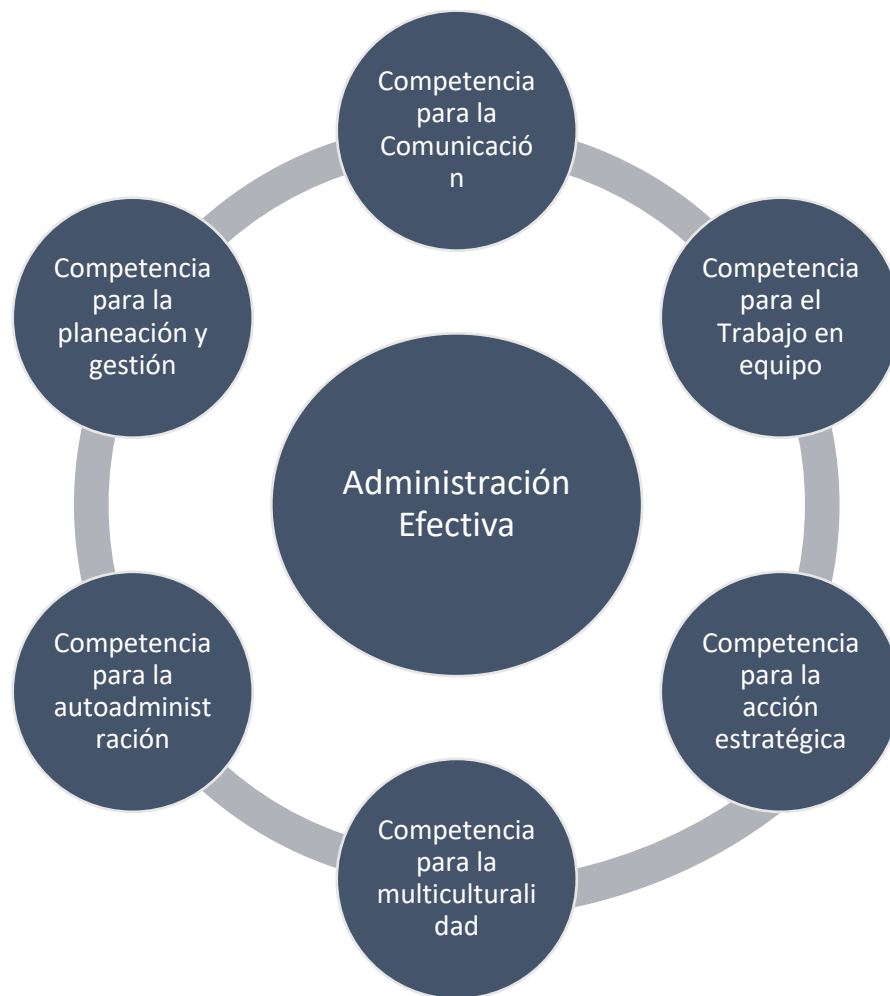 Competencia
para la
Comunicació
n
Competencia
para la
planeación y
gestión
Competencia
para el
Trabajo en
equipo
Administración
Efectiva
Competencia
para la
autoadminist
ración
Competencia
para la
acción
estratégica
Competencia
para la
multiculturali
dad